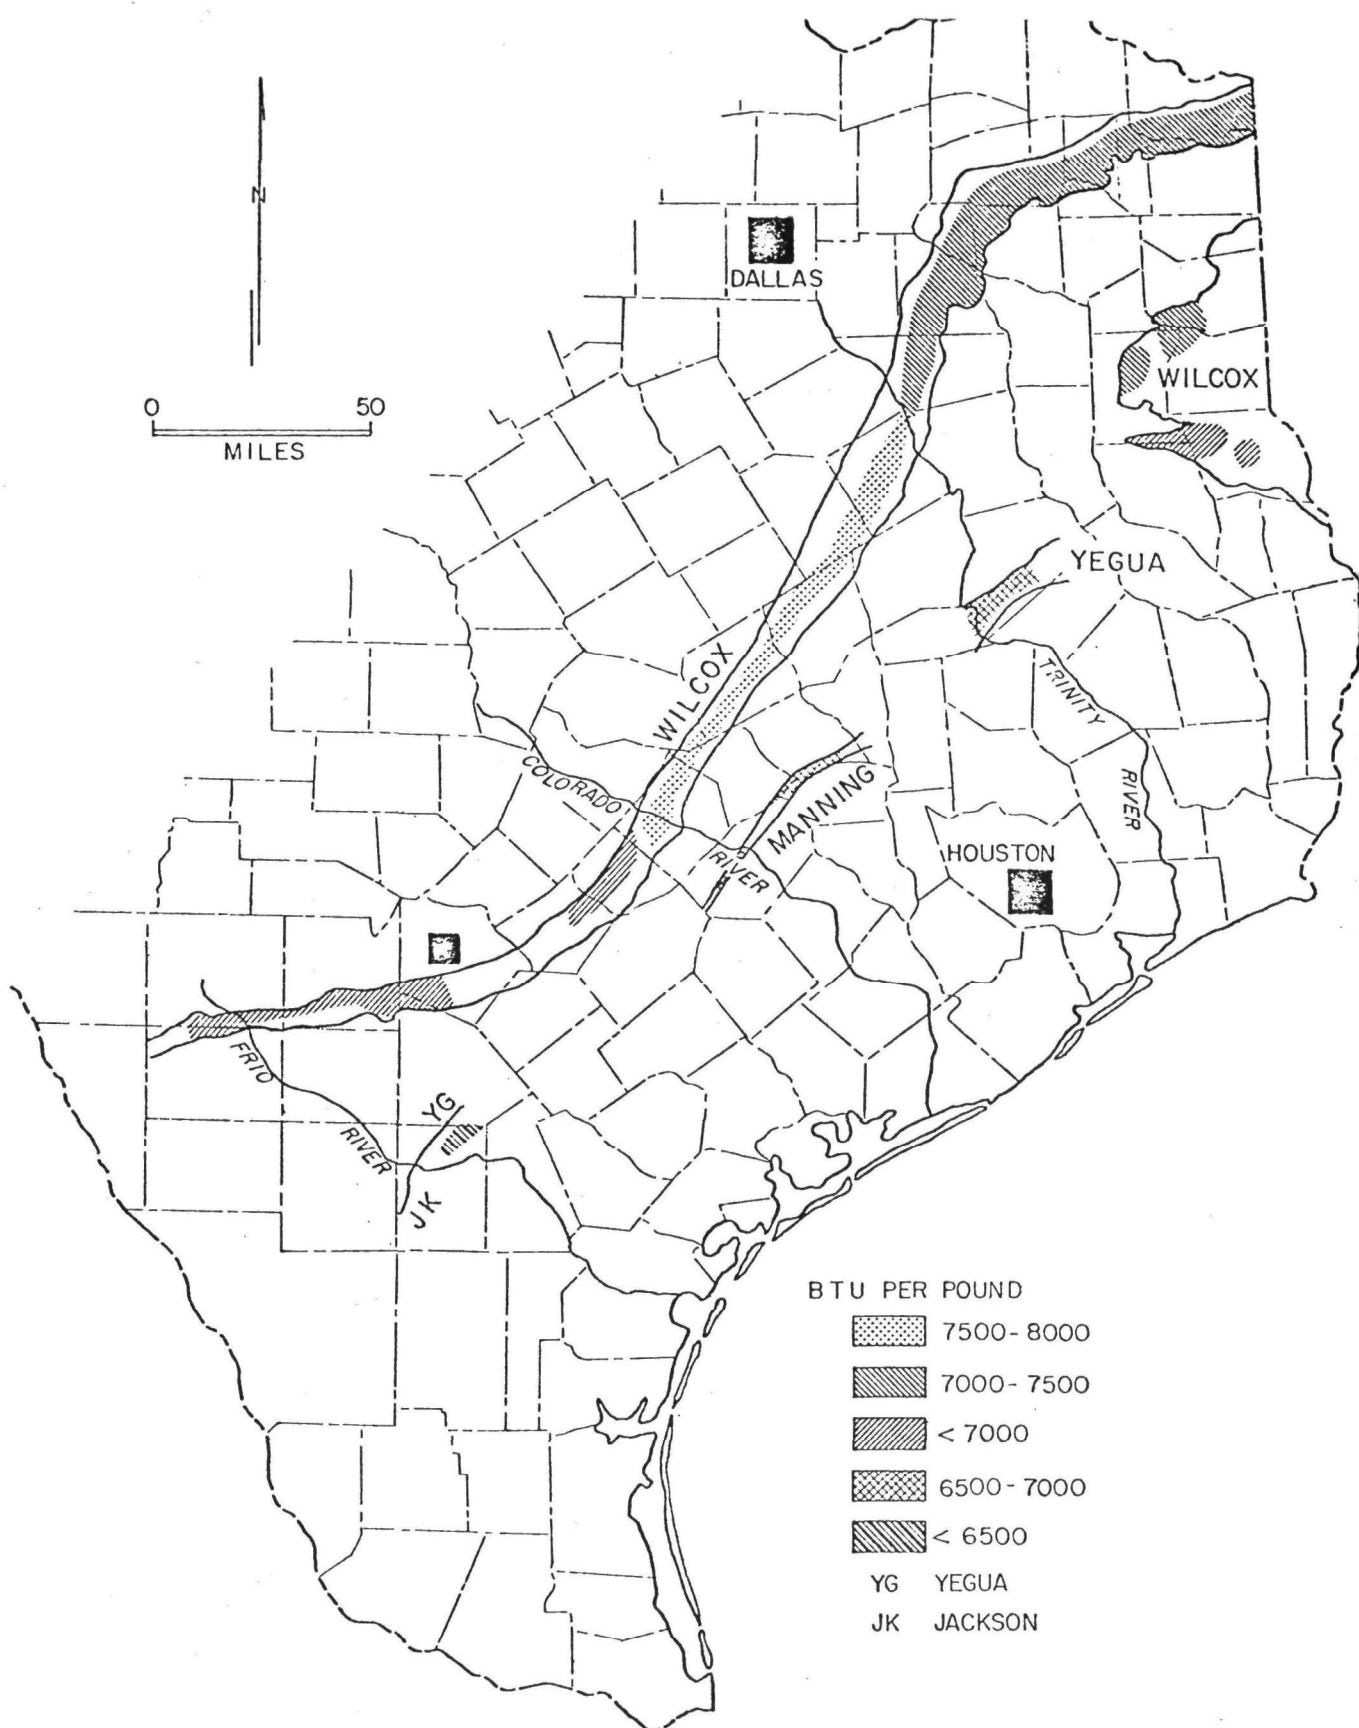 N
DALLAS
0 50
MILES
WILCOX
YEGUA
WILCOX
TRINITY
RIVER
COLORADO
RIVER
MANNING
HOUSTON
FRIO
RIVER
YG
JK
BTU PER POUND
7500-8000
7000-7500
< 7000
6500-7000
< 6500
YG YEGUA
JK JACKSON